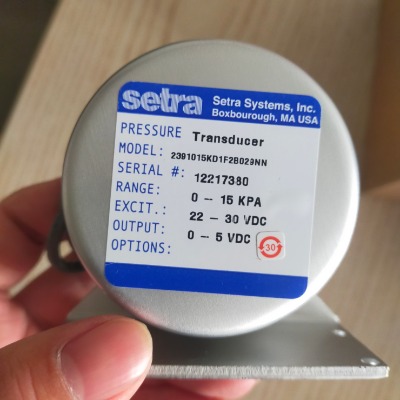 setra
Setra Systems, Inc.
Boxbourough, MA USA
PRESSURE Transducer
MODEL: 2391015KD1F2B029NN
SERIAL #: 12217380
RANGE: 0 – 15 KPA
EXCIT.: 22 – 30 VDC
OUTPUT: 0 – 5 VDC
OPTIONS:
30